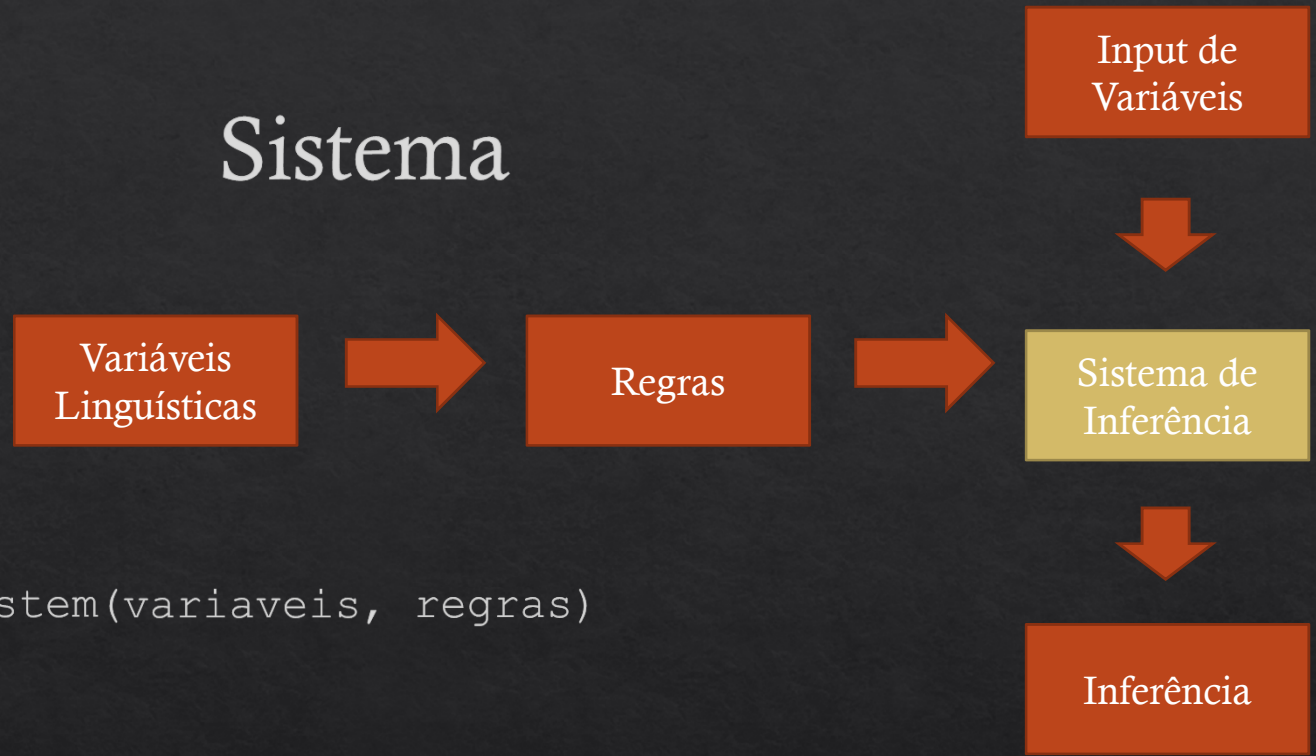 Sistema
Input de
Variáveis
Variáveis
Linguísticas
Regras
Sistema de
Inferência
stem(variaveis, regras)
Inferência